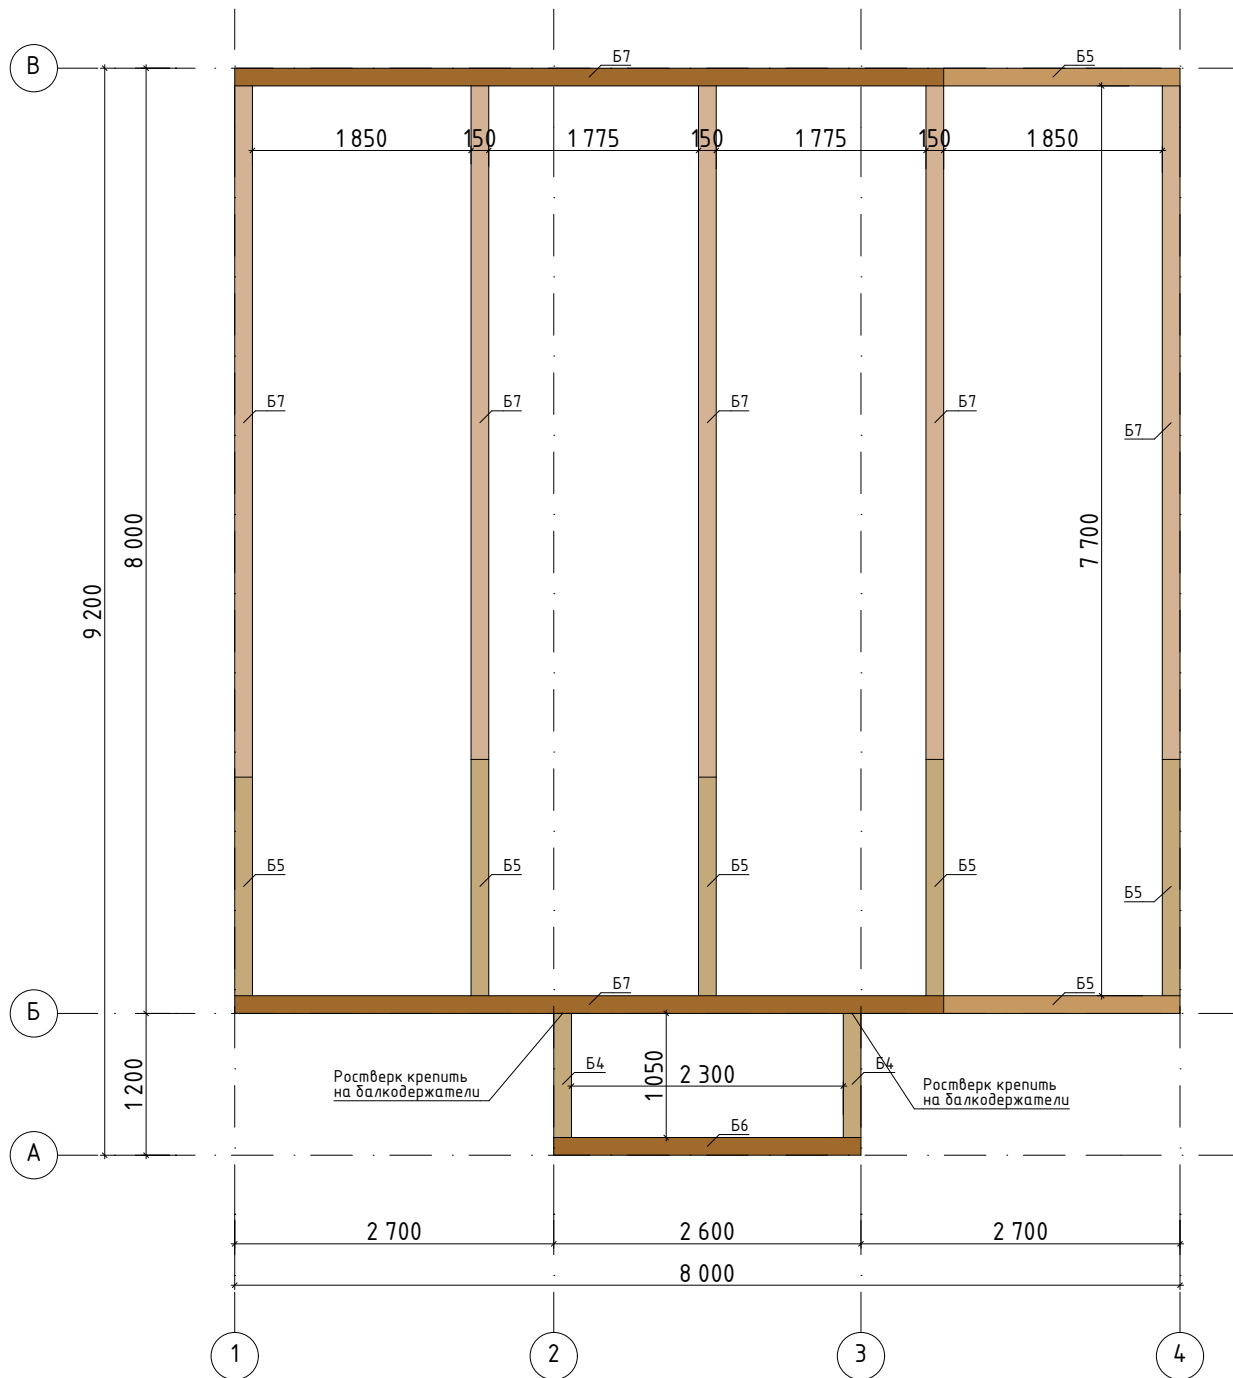 Б7
Б5
В
1 850
150
1 775
150
1 775
150
1 850
Б7
Б7
Б7
Б7
Б7
8 000
7 700
9 200
Б5
Б5
Б5
Б5
Б5
Б7
Б5
Б
1 200
Ростверк крепить
на балкодержатели
Б4
1 050
2 300
Б4
Ростверк крепить
на балкодержатели
Б6
А
2 700
2 600
2 700
8 000
1
2
3
4